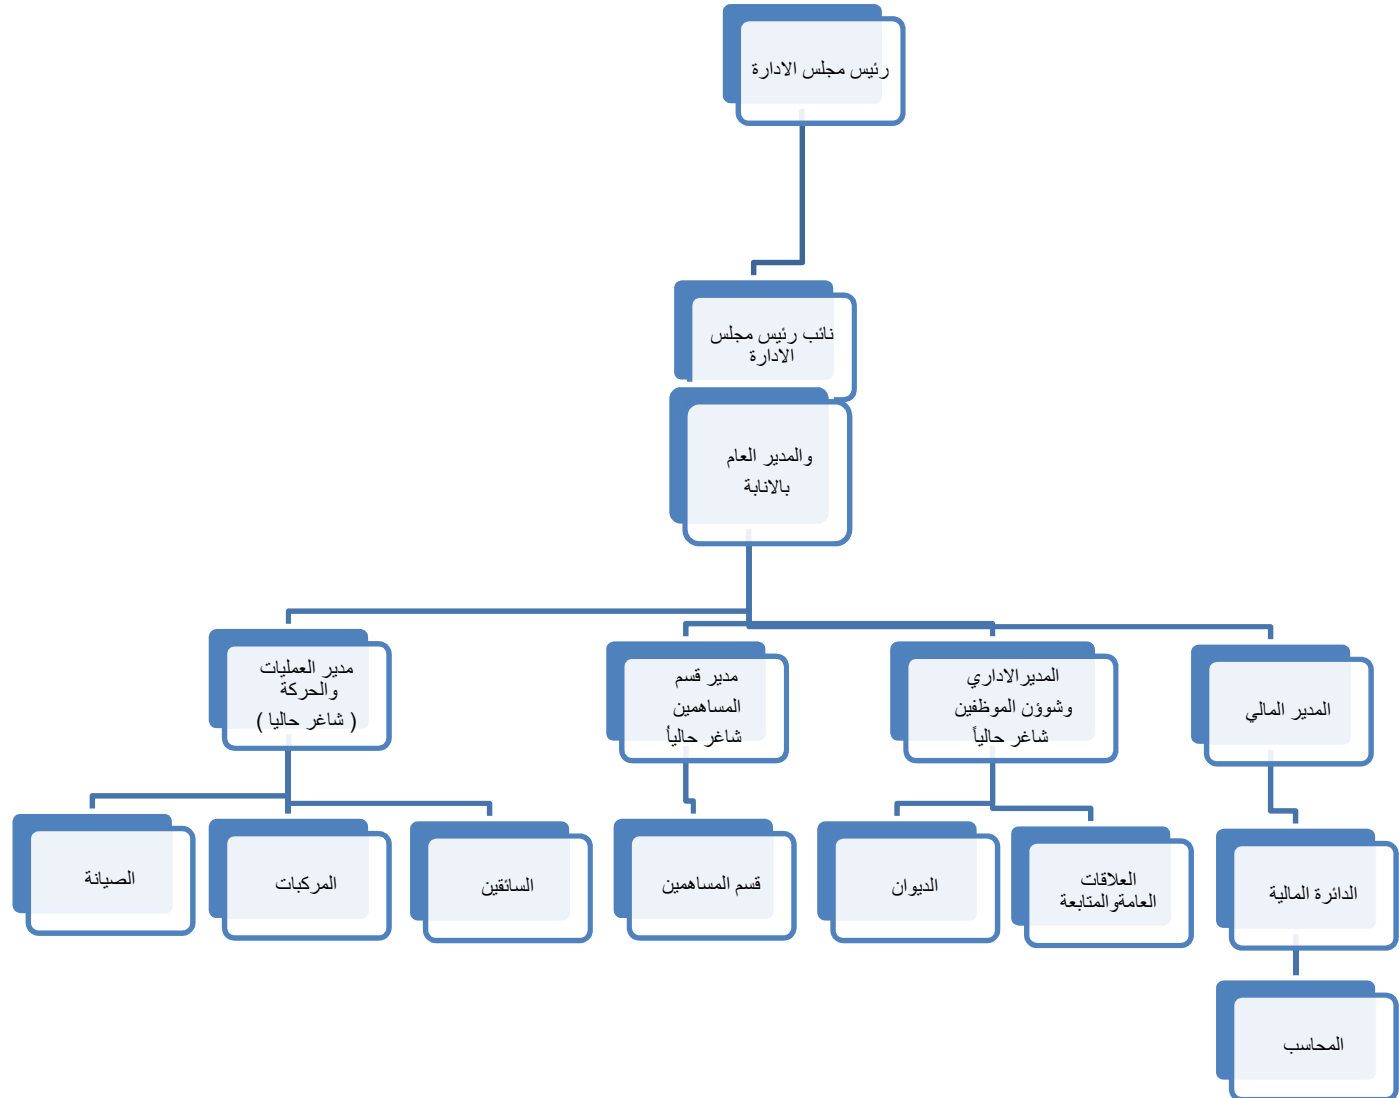 رئيس مجلس الادارة
نائب رئيس مجلس
الادارة
والمدير العام
بالانابة
المدير المالي
المديرالاداري
وشوؤن الموظفين
شاغر حالياً
مدير قسم
المساهمين
شاغر حالياُ
مدير العمليات
والحركة
( شاغر حاليا )
الدائرة المالية
العلاقات
العامةوالمتابعة
الديوان
قسم المساهمين
السائقين
المركبات
الصيانة
المحاسب